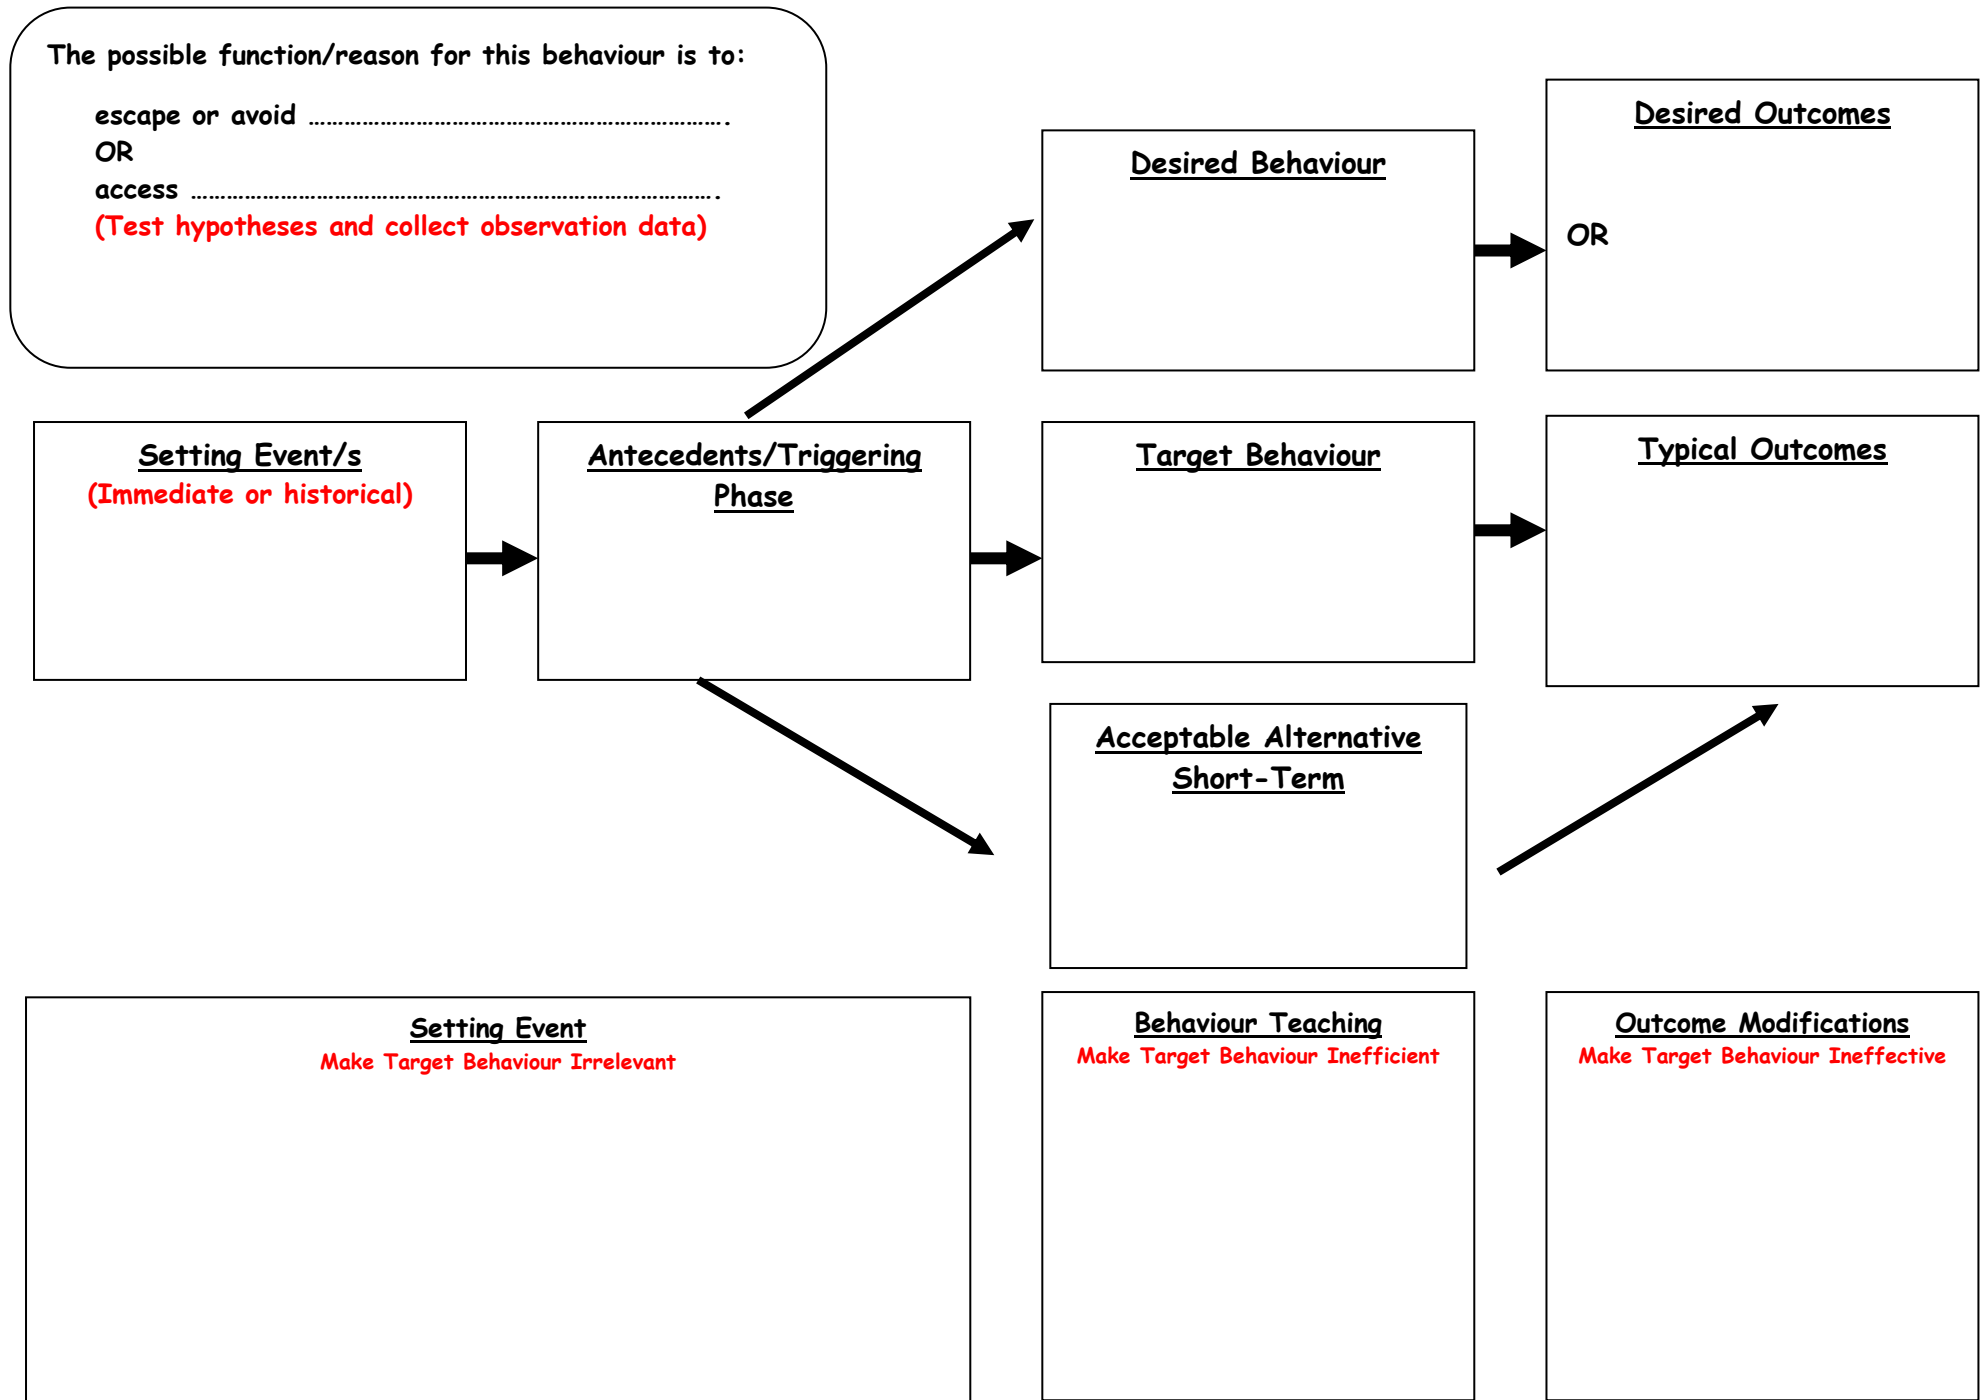 The possible function/reason for this behaviour is to:
escape or avoid …………………………………………………………….
OR
access …………………………………………………………………………….
(Test hypotheses and collect observation data)
Desired Behaviour
Desired Outcomes
OR
Setting Event/s
(Immediate or historical)
Antecedents/Triggering
Phase
Target Behaviour
Typical Outcomes
Acceptable Alternative
Short-Term
Setting Event
Make Target Behaviour Irrelevant
Behaviour Teaching
Make Target Behaviour Inefficient
Outcome Modifications
Make Target Behaviour Ineffective